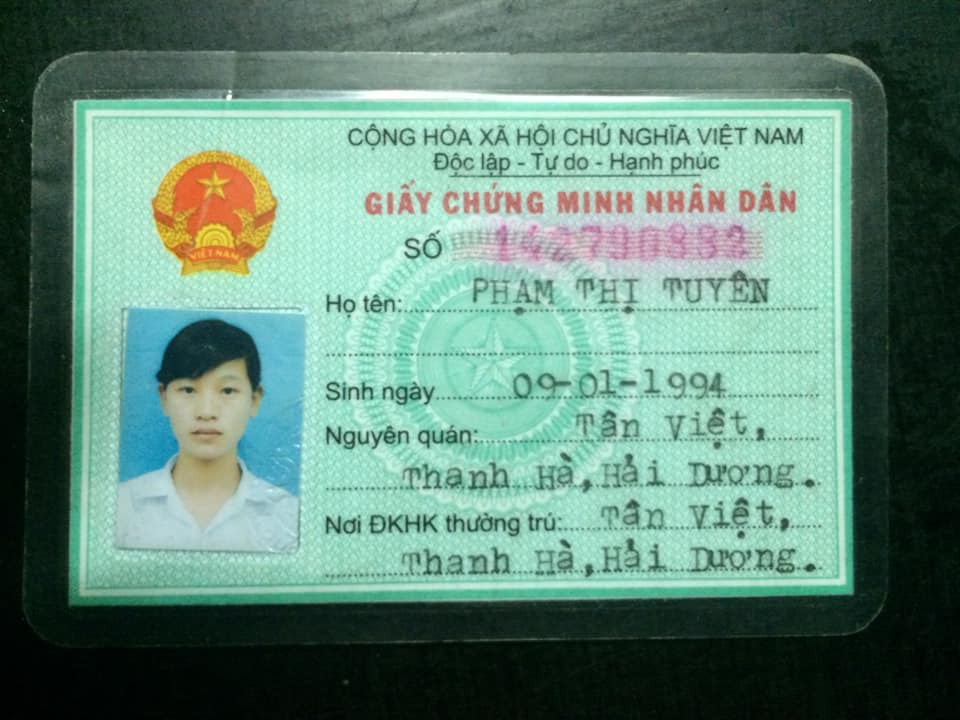 CỘNG HÒA XÃ HỘI CHỦ NGHĨA VIỆT NAM
Độc lập - Tự do - Hạnh phúc
GIẤY CHỨNG MINH NHÂN DÂN
SỐ
Họ tên: PHẠM THỊ TUYÊN
Sinh ngày 09-01-1994
Nguyên quán: Tân Việt,
Thanh Hà, Hải Dương.
Nơi ĐKHK thường trú: Tân Việt,
Thanh Hà, Hải Dương.
VIỆT NAM